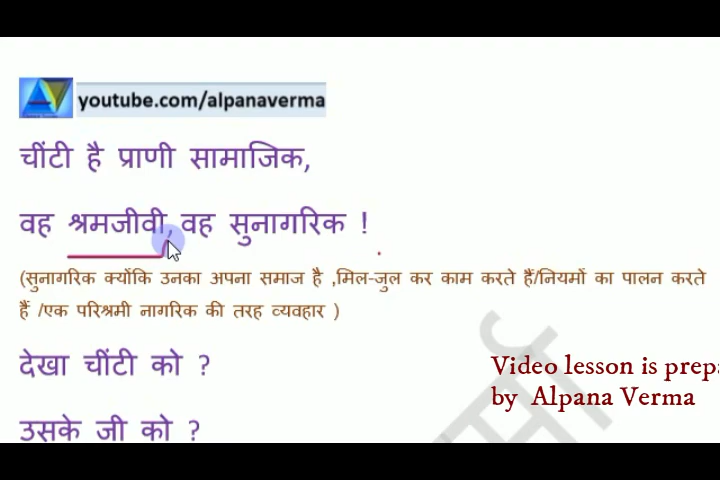 youtube.com/alpanaverma
चींटी है प्राणी सामाजिक,
वह श्रमजीवी, वह सुनागरिक !
(सुनागरिक क्योंकि उनका अपना समाज है ,मिल-जुल कर काम करते हैं/नियमों का पालन करते
हैं /एक परिश्रमी नागरिक की तरह व्यवहार )
देखा चींटी को ?
Video lesson is prepa
by Alpana Verma
उसके जी को ?